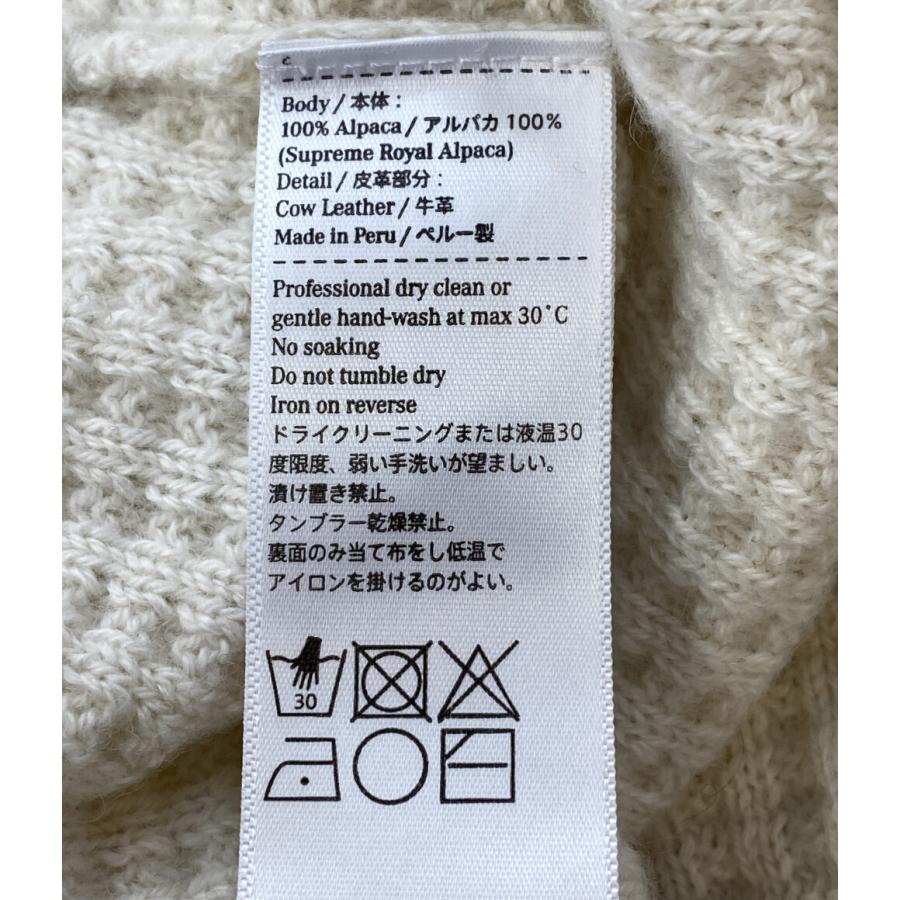 Body / 本体 :
100% Alpaca / アルパカ 100%
(Supreme Royal Alpaca)
Detail / 皮革部分 :
Cow Leather / 牛革
Made in Peru / ペルー製
Professional dry clean or
gentle hand-wash at max 30˚C
No soaking
Do not tumble dry
Iron on reverse
ドライクリーニングまたは液温30
度限度、弱い手洗いが望ましい。
漬け置き禁止。
タンブラー乾燥禁止。
裏面のみ当て布をし低温で
アイロンを掛けるのがよい。
30